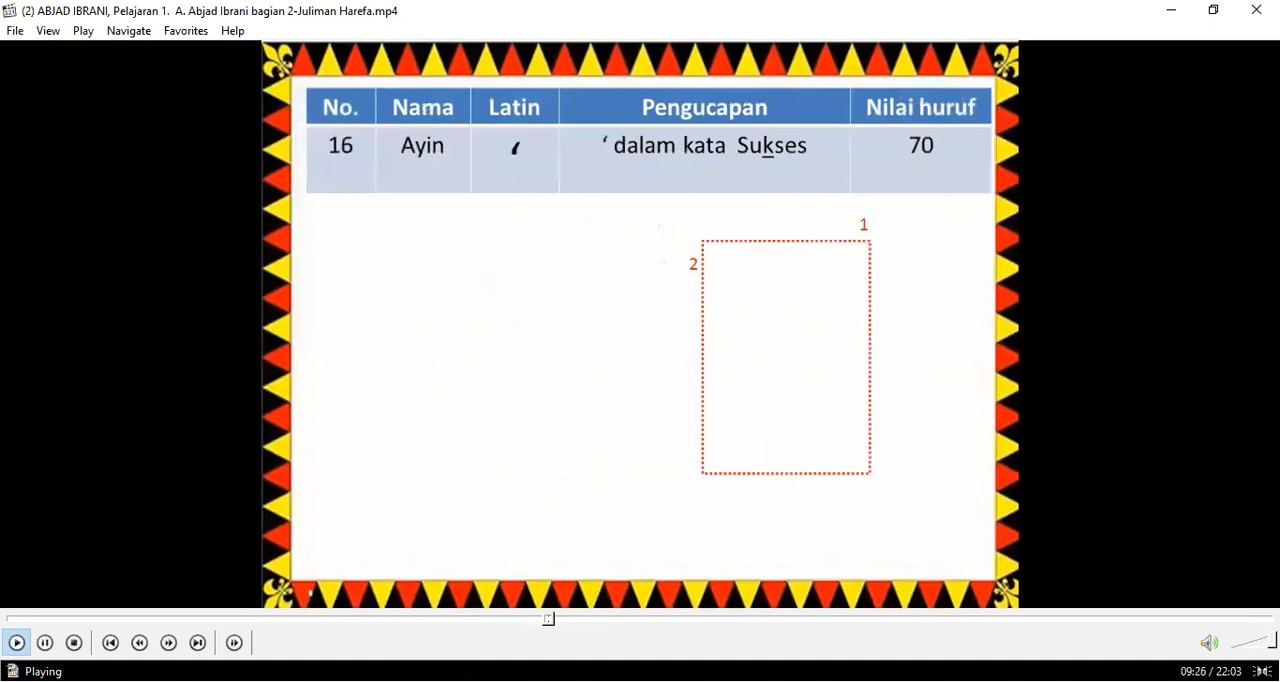 (2) ABJAD IBRANI, Pelajaran 1.  A. Abjad Ibrani bagian 2-Juliman Harefa.mp4
File View Play Navigate Favorites Help
No. Nama Latin Pengucapan Nilai huruf
16 Ayin ‘ ‘ dalam kata Sukses 70
1
2
Playing 09:26 / 22:03